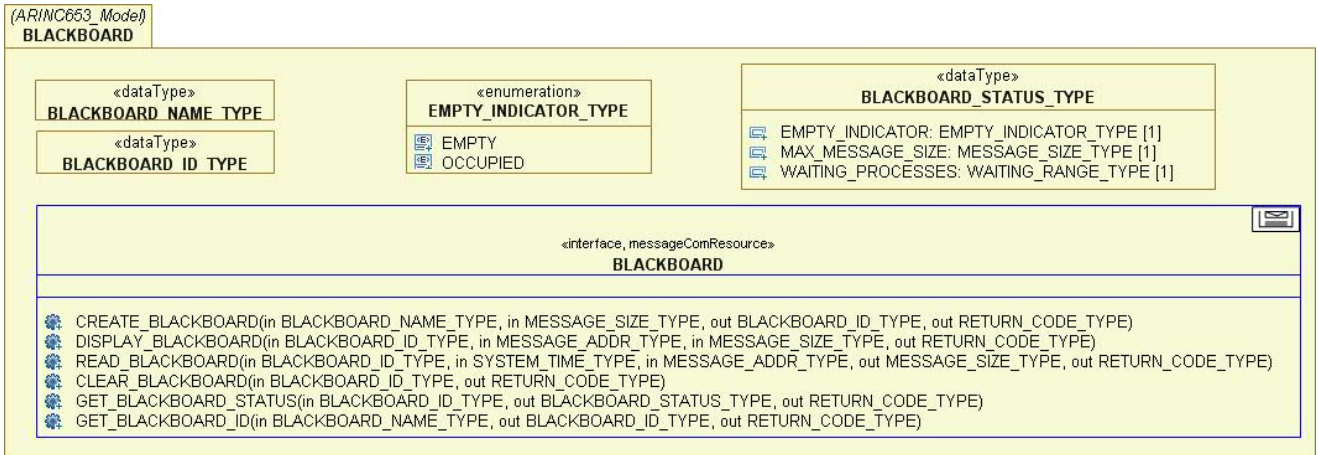 (ARINC653_Model)
BLACKBOARD
«dataType»
BLACKBOARD_NAME_TYPE
«dataType»
BLACKBOARD_ID_TYPE
«enumeration»
EMPTY_INDICATOR_TYPE
EMPTY
OCCUPIED
«dataType»
BLACKBOARD_STATUS_TYPE
EMPTY_INDICATOR: EMPTY_INDICATOR_TYPE [1]
MAX_MESSAGE_SIZE: MESSAGE_SIZE_TYPE [1]
WAITING_PROCESSES: WAITING_RANGE_TYPE [1]
«interface, messageComResource»
BLACKBOARD
CREATE_BLACKBOARD(in BLACKBOARD_NAME_TYPE, in MESSAGE_SIZE_TYPE, out BLACKBOARD_ID_TYPE, out RETURN_CODE_TYPE)
DISPLAY_BLACKBOARD(in BLACKBOARD_ID_TYPE, in MESSAGE_ADDR_TYPE, in MESSAGE_SIZE_TYPE, out RETURN_CODE_TYPE)
READ_BLACKBOARD(in BLACKBOARD_ID_TYPE, in SYSTEM_TIME_TYPE, in MESSAGE_ADDR_TYPE, out MESSAGE_SIZE_TYPE, out RETURN_CODE_TYPE)
CLEAR_BLACKBOARD(in BLACKBOARD_ID_TYPE, out RETURN_CODE_TYPE)
GET_BLACKBOARD_STATUS(in BLACKBOARD_ID_TYPE, out BLACKBOARD_STATUS_TYPE, out RETURN_CODE_TYPE)
GET_BLACKBOARD_ID(in BLACKBOARD_NAME_TYPE, out BLACKBOARD_ID_TYPE, out RETURN_CODE_TYPE)